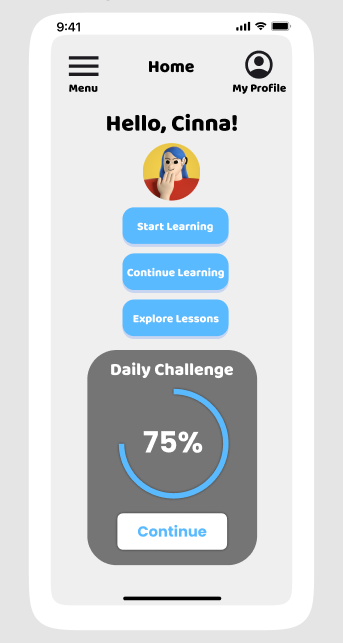 9:41
Home
Menu
My Profile
Hello, Cinna!
Start Learning
Continue Learning
Explore Lessons
Daily Challenge
75%
Continue